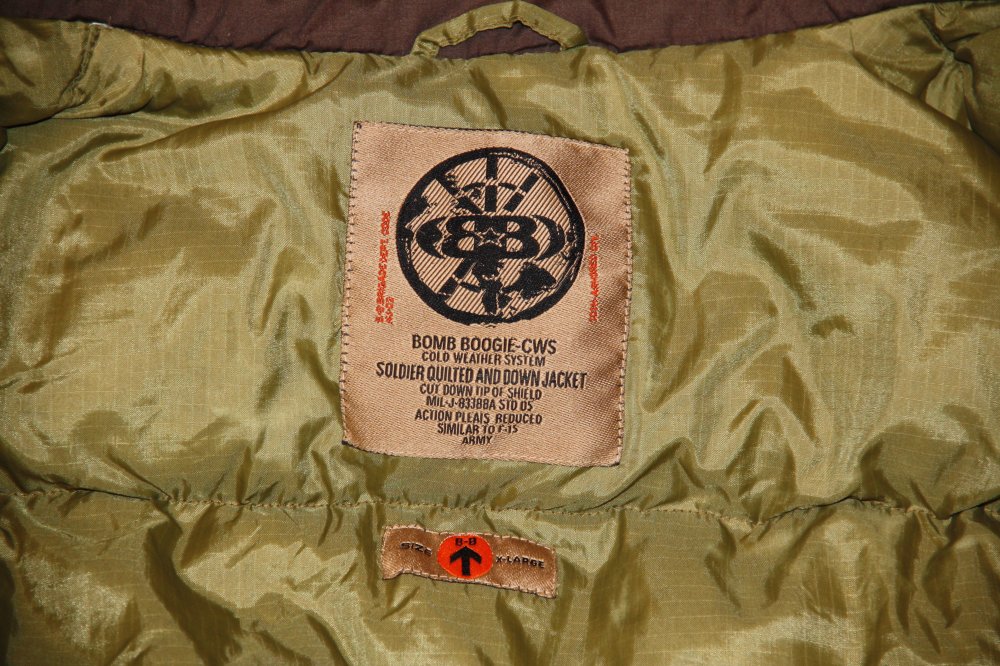 BOMB BOOGIE-CWS
COLD WEATHER SYSTEM
SOLDIER QUILTED AND DOWN JACKET
CUT DOWN TIP OF SHIELD
MIL-J-83388A STD DS
ACTION PLEAIS REDUCED
SIMILAR TO F-15
ARMY
SIZE B-B X-LARGE